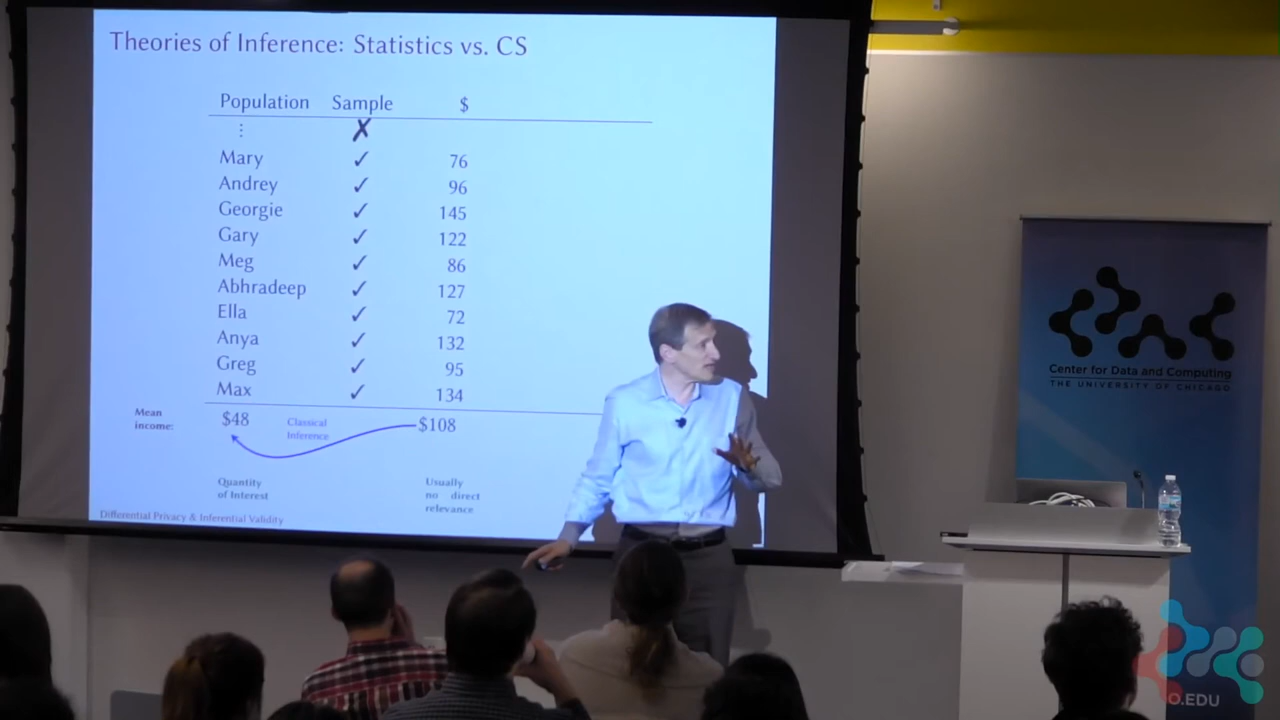 Theories of Inference: Statistics vs. CS
Population Sample $
⋮ ✗
Mary ✓ 76
Andrey ✓ 96
Georgie ✓ 145
Gary ✓ 122
Meg ✓ 86
Abhradeep ✓ 127
Ella ✓ 72
Anya ✓ 132
Greg ✓ 95
Max ✓ 134
Mean
income:
$48
Classical
Inference
$108
Quantity
of Interest
Usually
no direct
relevance
Differential Privacy & Inferential Validity
Center for Data and Computing
THE UNIVERSITY OF CHICAGO
O.EDU